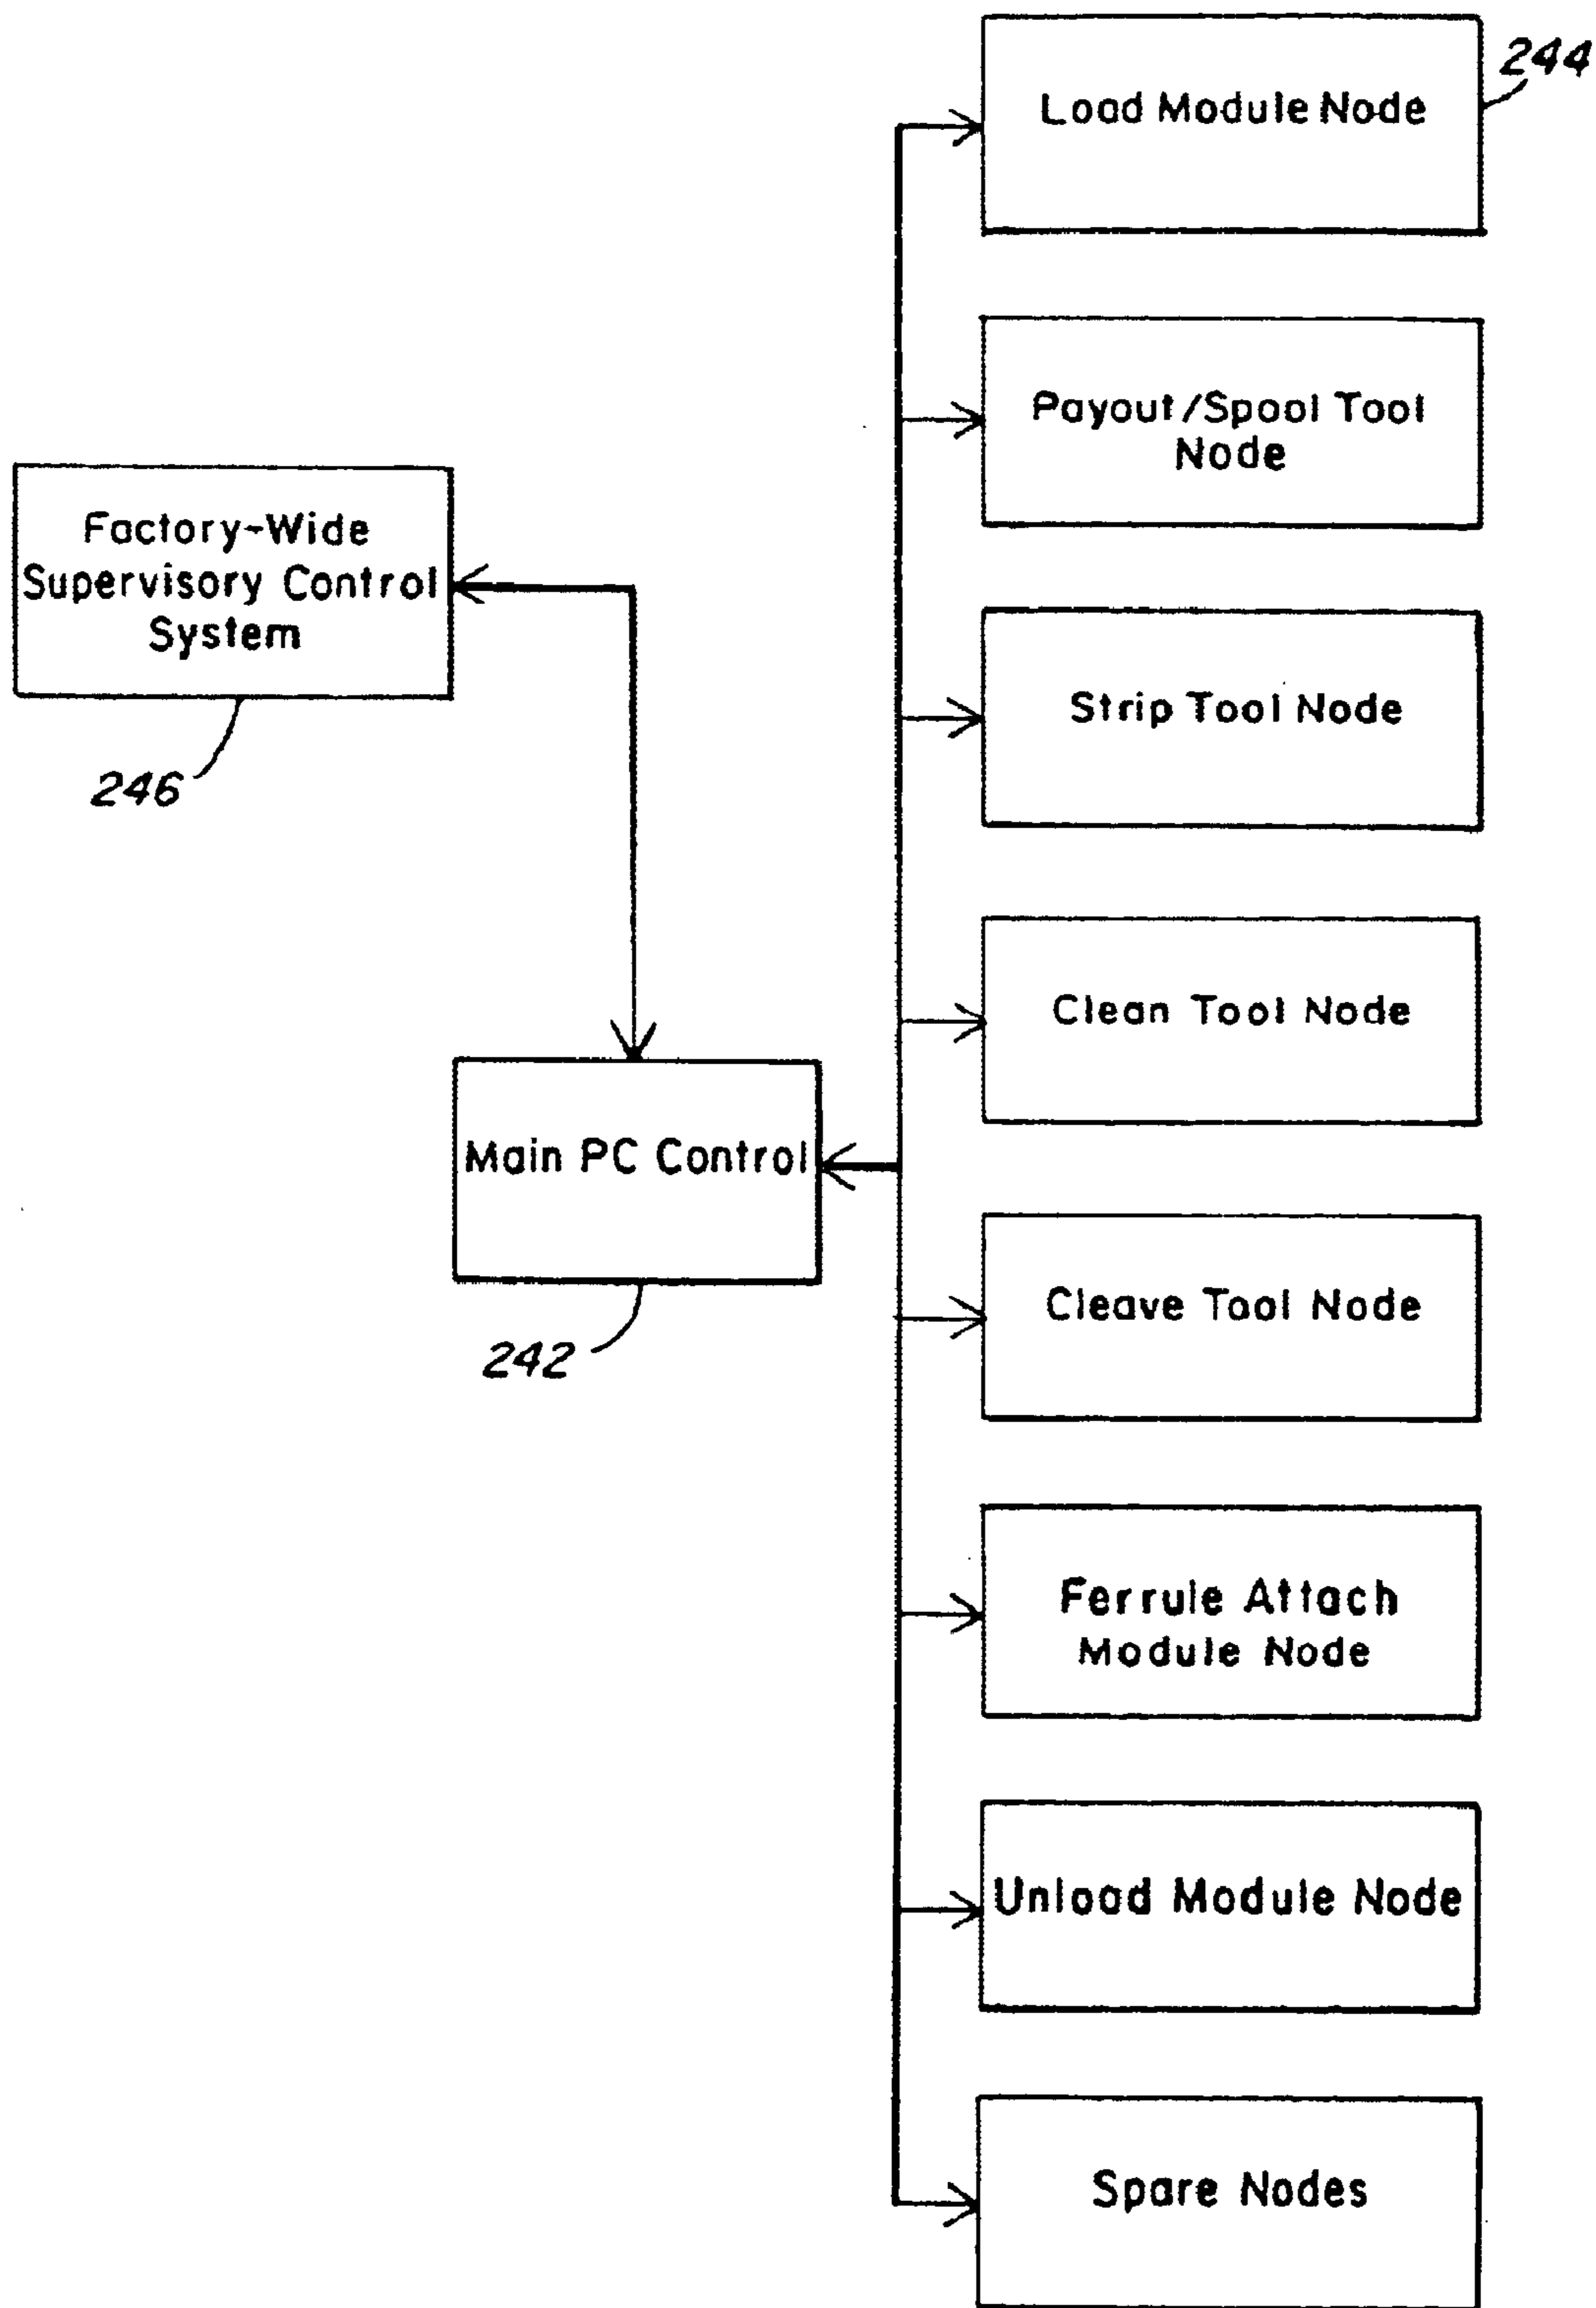 Load Module Node
244
Payout/Spool Tool
Node
Factory-Wide
Supervisory Control
System
246
Strip Tool Node
Clean Tool Node
Main PC Control
242
Cleave Tool Node
Ferrule Attach
Module Node
Unload Module Node
Spare Nodes